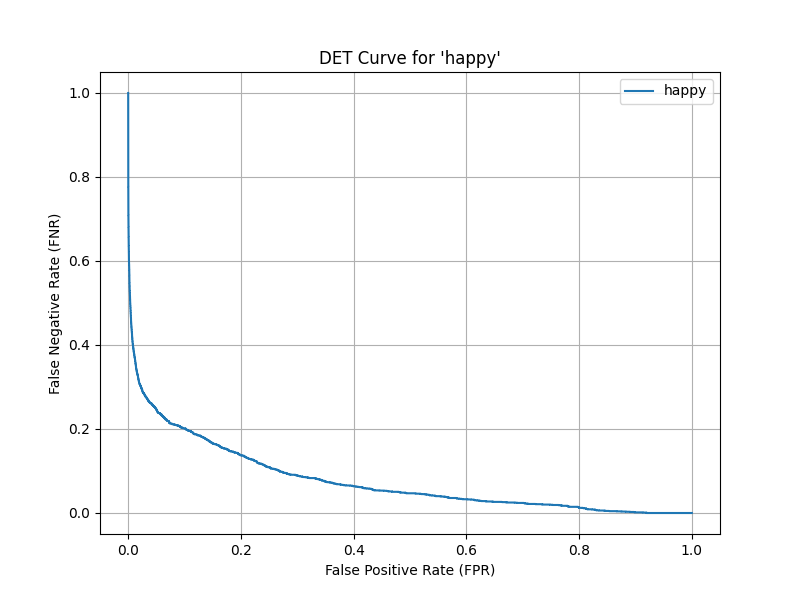 DET Curve for 'happy'
happy
False Negative Rate (FNR)
1.0
0.8
0.6
0.4
0.2
0.0
0.0 0.2 0.4 0.6 0.8 1.0
False Positive Rate (FPR)